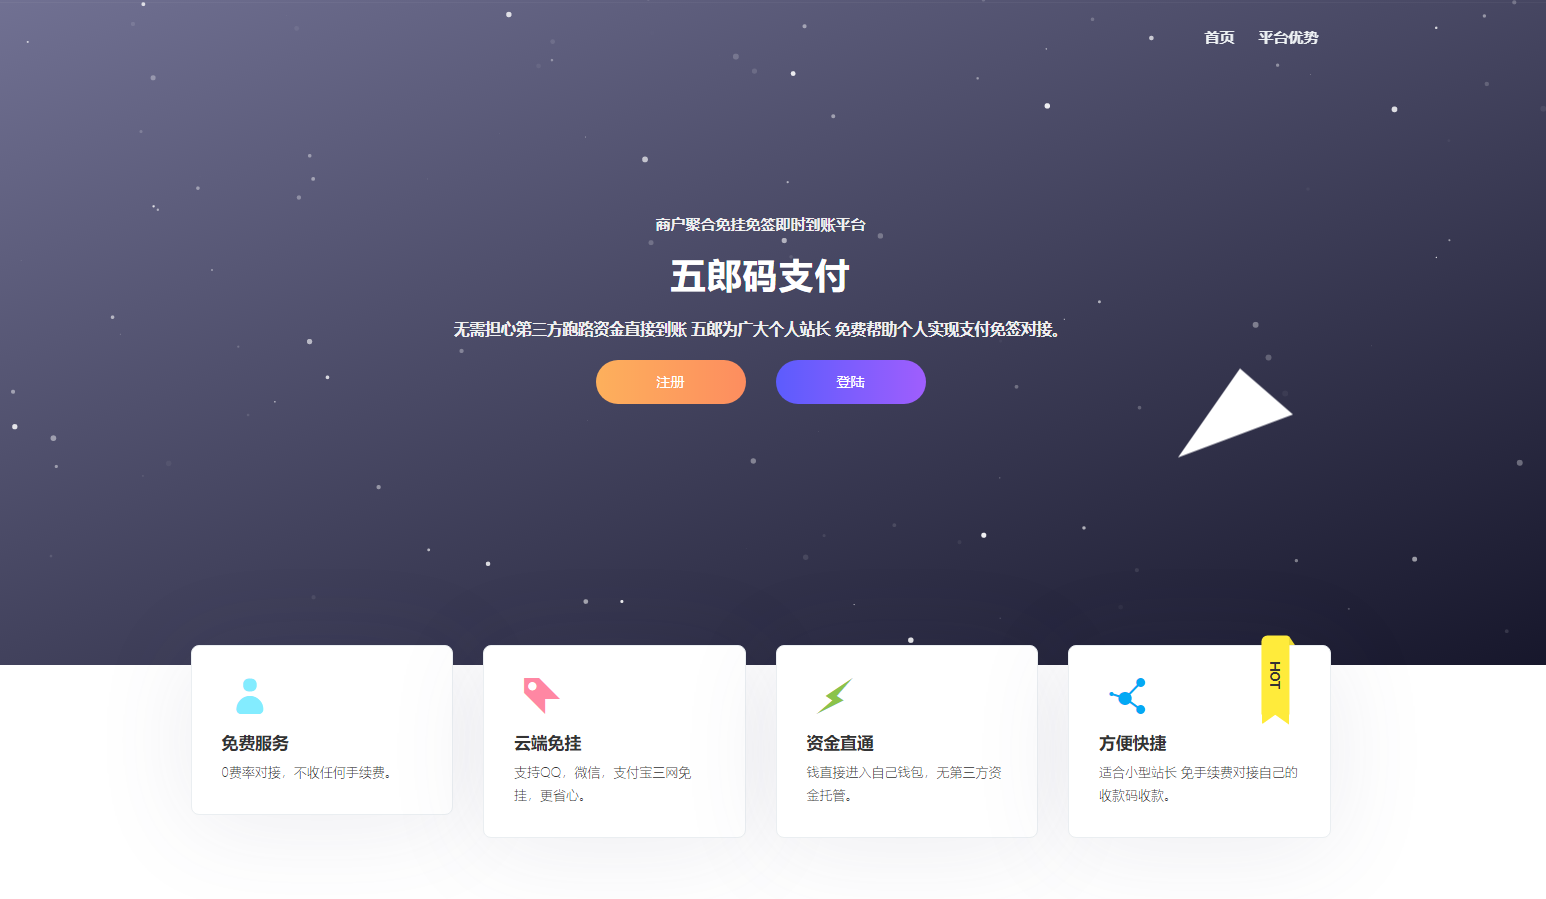 首页 平台优势
商户聚合免挂免签即时到账平台
五郎码支付
无需担心第三方跑路资金直接到账 五郎为广大个人站长 免费帮助个人实现支付免签对接。
注册 登陆
HOT
免费服务
0费率对接，不收任何手续费。
云端免挂
支持QQ，微信，支付宝三网免
挂，更省心。
资金直通
钱直接进入自己钱包，无第三方资
金托管。
方便快捷
适合小型站长 免手续费对接自己的
收款码收款。